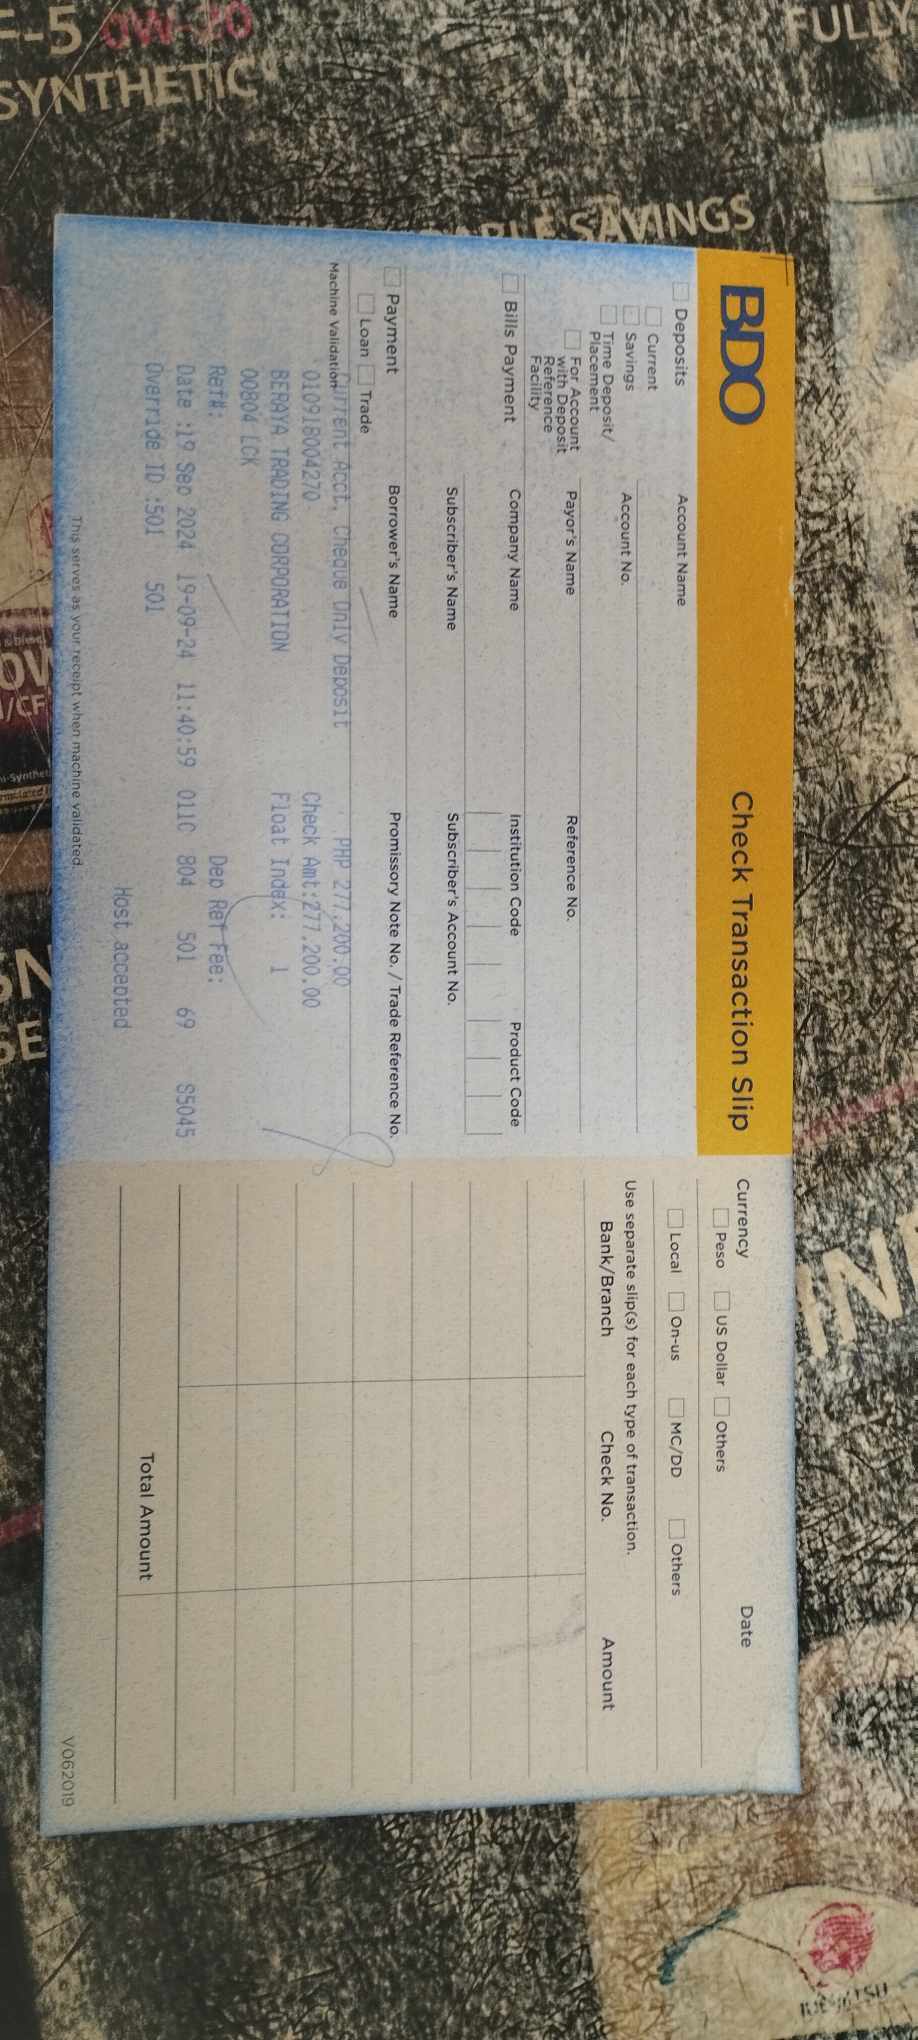 BDO
Check Transaction Slip
Deposits
Current
Savings
Time Deposit/
Placement
For Account
with Deposit
Reference
Facility
Account Name
Account No.
Payor's Name
Reference No.
Bills Payment
Company Name
Institution Code
Product Code
Subscriber's Name
Subscriber's Account No.
Payment
Loan
Trade
Borrower's Name
Promissory Note No. / Trade Reference No.
Machine Validation
Current Acct. Cheque Only Deposit PHP 277,200.00
010918004270 Check Amt:277,200.00
BERAYA TRADING CORPORATION Float Index: 1
00804 LCK
Ref#: Dep Ref Fee:
Date :19 Sep 2024 19-09-24 11:40:59 011C 804 501 69 S5045
Override ID :501 501
Host accepted
This serves as your receipt when machine validated.
Currency
Date
Peso
US Dollar
Others
Local
On-us
MC/DD
Others
Use separate slip(s) for each type of transaction.
Bank/Branch
Check No.
Amount
Total Amount
V062019
-5 0W-20
SYNTHETIC
FULLY
SAVINGS